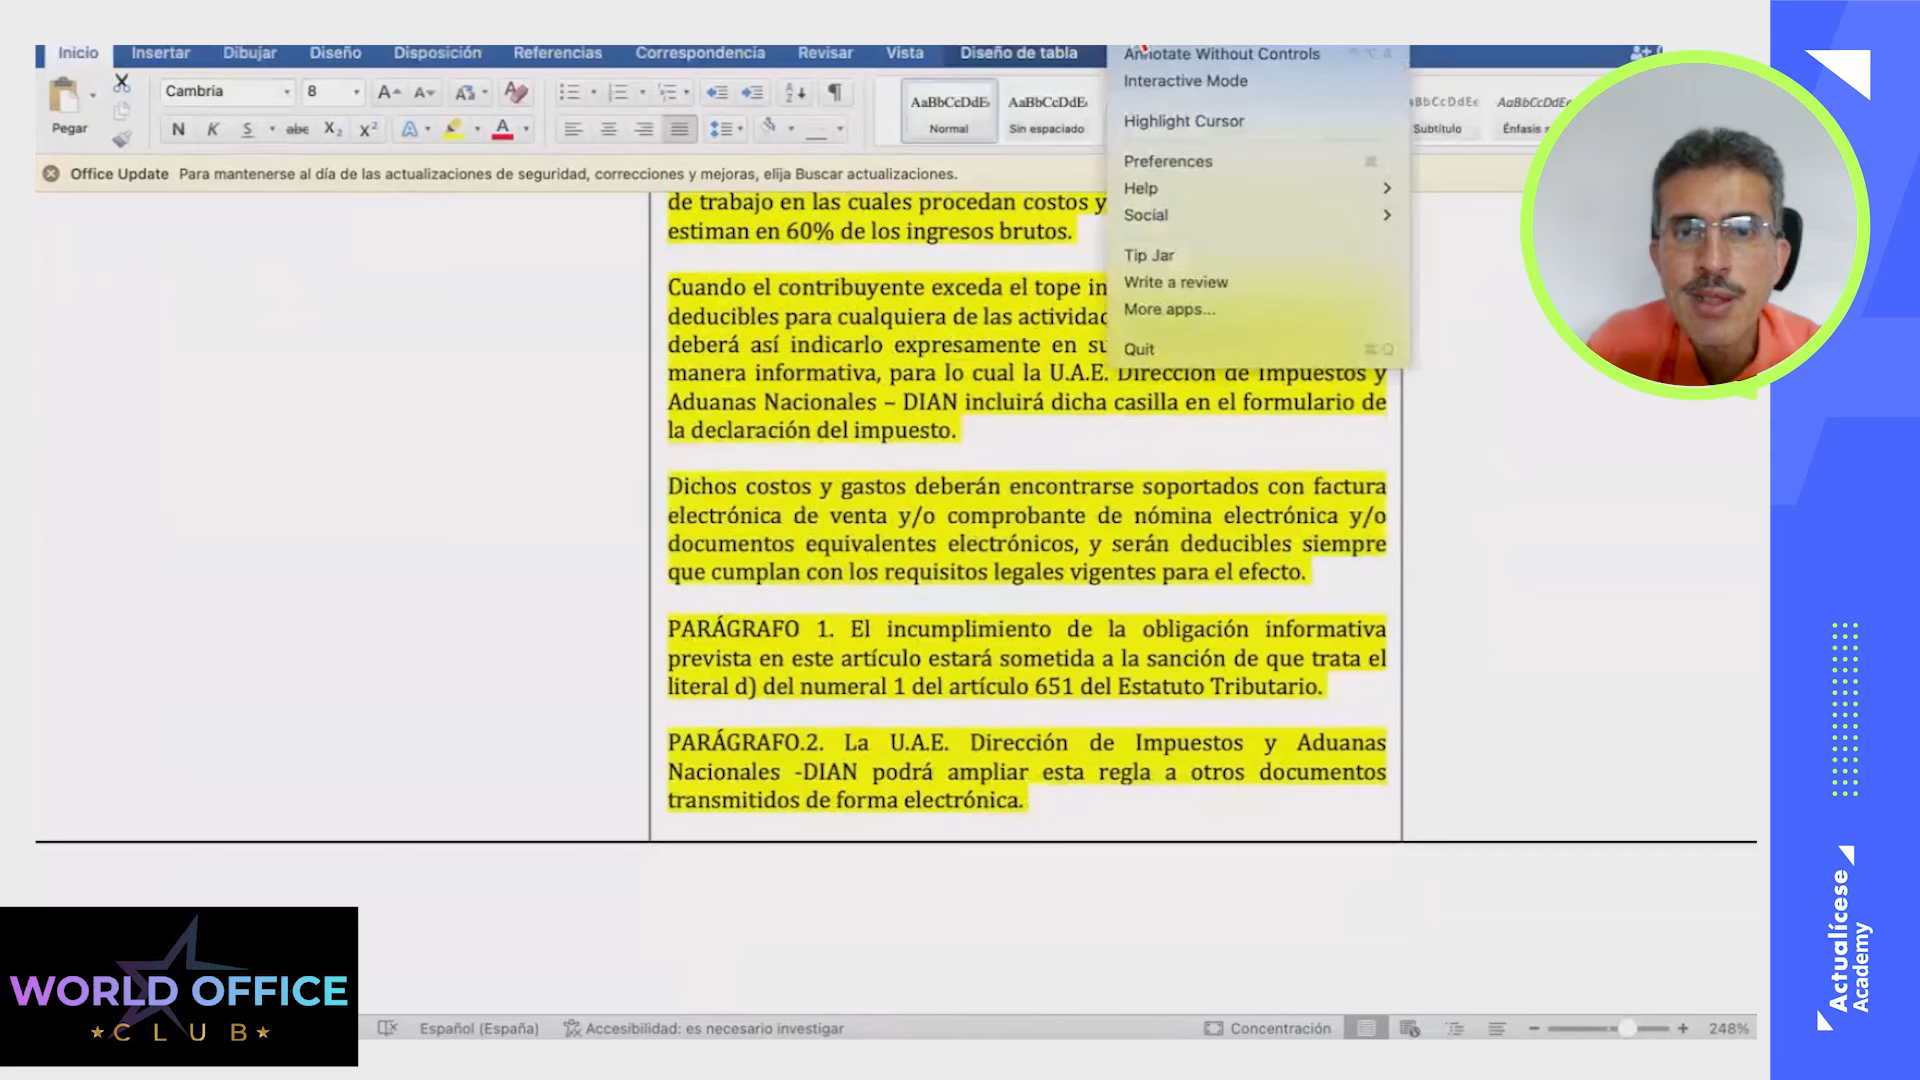 Inicio Insertar Dibujar Diseño Disposición Referencias Correspondencia Revisar Vista Diseño de tabla
Annotate Without Controls
Interactive Mode
Highlight Cursor
Preferences
Help
Social
Tip Jar
Write a review
More apps...
Quit
Pegar
Cambria 8
N K S abc X₂ X²
AaBbCcDdE AaBbCcDdE
Normal Sin espaciado
Subtítulo
Office Update Para mantenerse al día de las actualizaciones de seguridad, correcciones y mejoras, elija Buscar actualizaciones.
de trabajo en las cuales procedan costos y
estiman en 60% de los ingresos brutos.
Cuando el contribuyente exceda el tope in
deducibles para cualquiera de las actividad
deberá así indicarlo expresamente en su
manera informativa, para lo cual la U.A.E. Dirección de Impuestos y
Aduanas Nacionales – DIAN incluirá dicha casilla en el formulario de
la declaración del impuesto.
Dichos costos y gastos deberán encontrarse soportados con factura
electrónica de venta y/o comprobante de nómina electrónica y/o
documentos equivalentes electrónicos, y serán deducibles siempre
que cumplan con los requisitos legales vigentes para el efecto.
PARÁGRAFO 1. El incumplimiento de la obligación informativa
prevista en este artículo estará sometida a la sanción de que trata el
literal d) del numeral 1 del artículo 651 del Estatuto Tributario.
PARÁGRAFO.2. La U.A.E. Dirección de Impuestos y Aduanas
Nacionales -DIAN podrá ampliar esta regla a otros documentos
transmitidos de forma electrónica.
WORLD OFFICE
CLUB
Español (España) Accesibilidad: es necesario investigar Concentración 248%
Actualícese
Academy